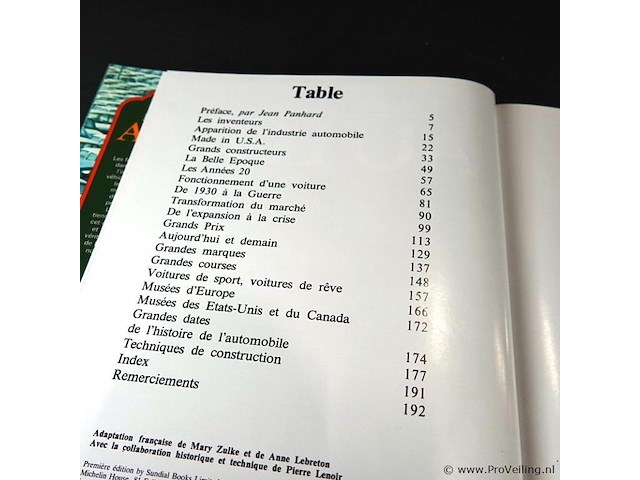 Table
Préface, par Jean Panhard 5
Les inventeurs 7
Apparition de l'industrie automobile 15
Made in U.S.A. 22
Grands constructeurs 33
La Belle Epoque 49
Les Années 20 57
Fonctionnement d'une voiture 65
De 1930 à la Guerre 81
Transformation du marché 90
De l'expansion à la crise 99
Grands Prix 113
Aujourd'hui et demain 129
Grandes marques 137
Grandes courses 148
Voitures de sport, voitures de rêve 157
Musées d'Europe 166
Musées des Etats-Unis et du Canada 172
Grandes dates
de l'histoire de l'automobile 174
Techniques de construction 177
Index 191
Remerciements 192
Adaptation française de Mary Zulke et de Anne Lebreton
Avec la collaboration historique et technique de Pierre Lenoir
Première édition by Sundial Books
Michelin House
© www.ProVeiling.nl